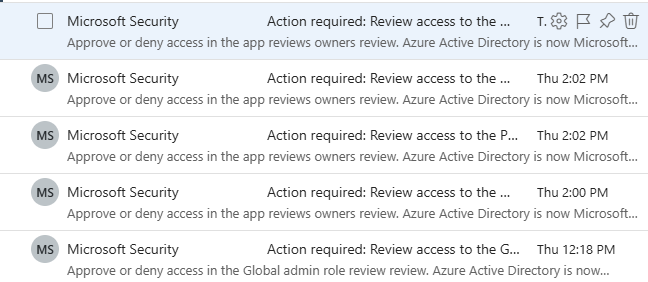 Microsoft Security Action required: Review access to the ... T.
Approve or deny access in the app reviews owners review. Azure Active Directory is now Microsoft...
MS Microsoft Security Action required: Review access to the ... Thu 2:02 PM
Approve or deny access in the app reviews owners review. Azure Active Directory is now Microsoft...
MS Microsoft Security Action required: Review access to the P... Thu 2:02 PM
Approve or deny access in the app reviews owners review. Azure Active Directory is now Microsoft...
MS Microsoft Security Action required: Review access to the ... Thu 2:00 PM
Approve or deny access in the app reviews owners review. Azure Active Directory is now Microsoft...
MS Microsoft Security Action required: Review access to the G... Thu 12:18 PM
Approve or deny access in the Global admin role review review. Azure Active Directory is now...